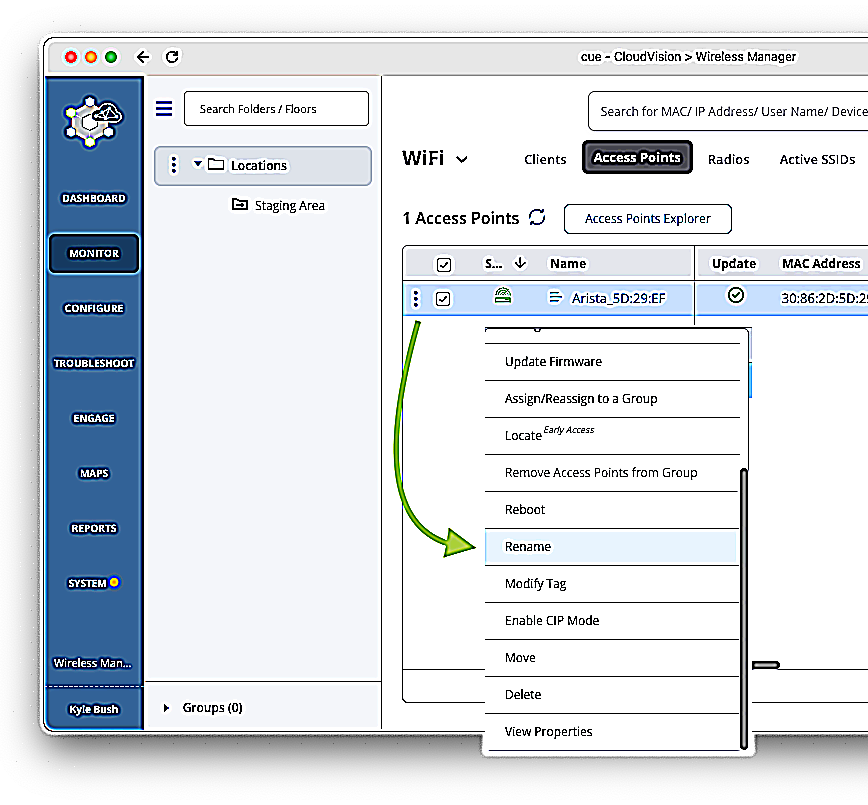 cue – CloudVision > Wireless Manager
Search Folders / Floors
Search for MAC/ IP Address/ User Name/ Device
Locations
Staging Area
WiFi
Clients
Access Points
Radios
Active SSIDs
DASHBOARD
MONITOR
CONFIGURE
TROUBLESHOOT
ENGAGE
MAPS
REPORTS
SYSTEM
Wireless Man...
Kyle Bush
Groups (0)
1 Access Points
Access Points Explorer
S... Name Update MAC Address
Arista_5D:29:EF 30:86:2D:5D:29
Update Firmware
Assign/Reassign to a Group
Locate Early Access
Remove Access Points from Group
Reboot
Rename
Modify Tag
Enable CIP Mode
Move
Delete
View Properties